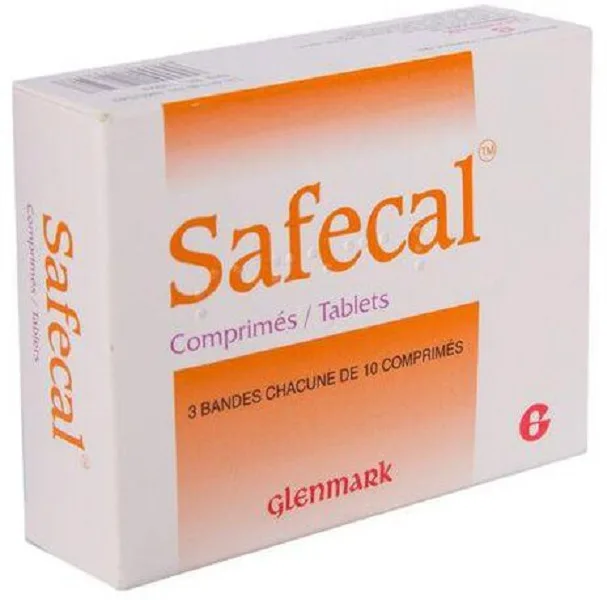 Safecal™
Comprimés / Tablets
3 BANDES CHACUNE DE 10 COMPRIMÉS
Glenmark
G
Safecal®
Comprimés / Tablets